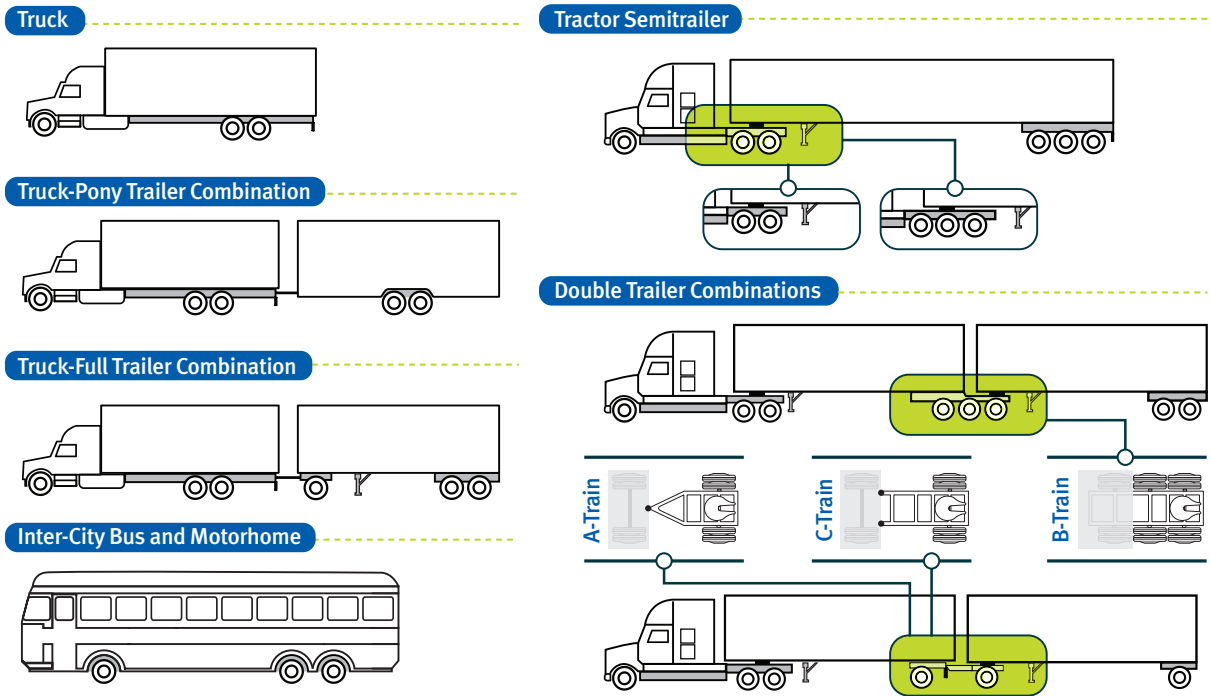 Truck
Truck-Pony Trailer Combination
Truck-Full Trailer Combination
Inter-City Bus and Motorhome
Tractor Semitrailer
Double Trailer Combinations
A-Train
C-Train
B-Train